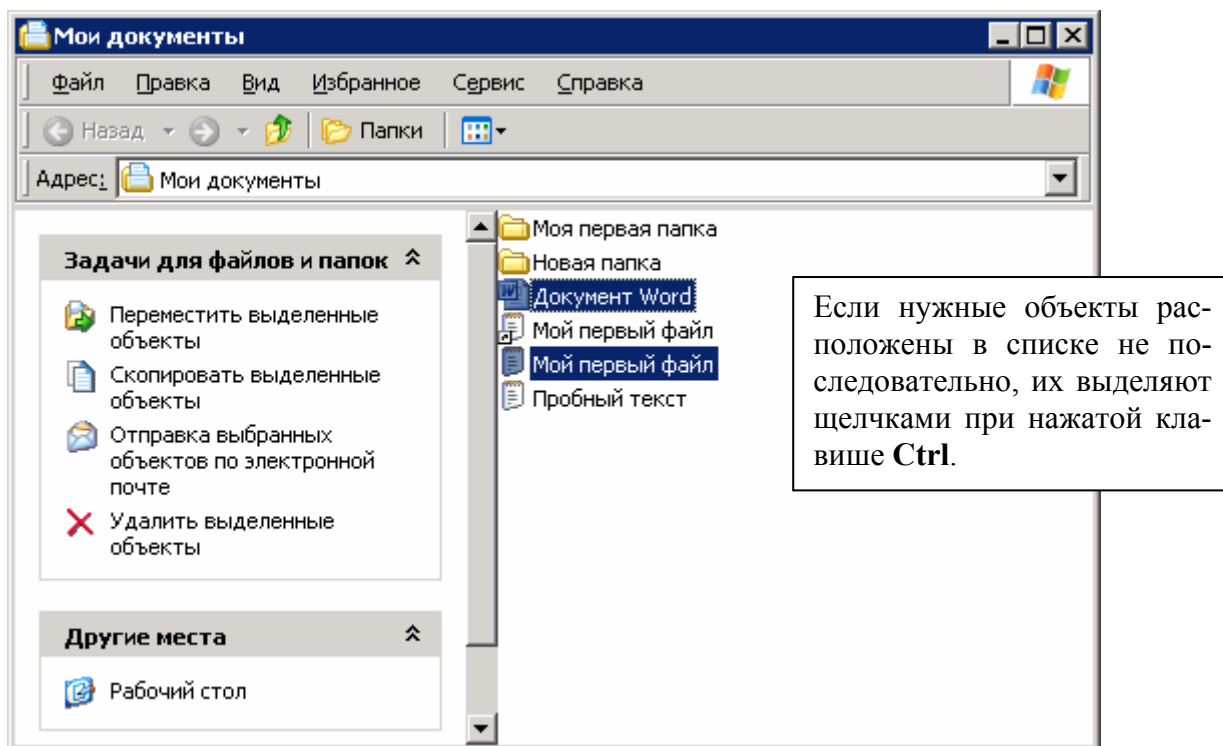 Мои документы
Файл Правка Вид Избранное Сервис Справка
Назад Папки
Адрес: Мои документы
Задачи для файлов и папок
Переместить выделенные
объекты
Скопировать выделенные
объекты
Отправка выбранных
объектов по электронной
почте
Удалить выделенные
объекты
Другие места
Рабочий стол
Моя первая папка
Новая папка
Документ Word
Мой первый файл
Мой первый файл
Пробный текст
Если нужные объекты рас-
положены в списке не по-
следовательно, их выделяют
щелчками при нажатой кла-
више Ctrl.